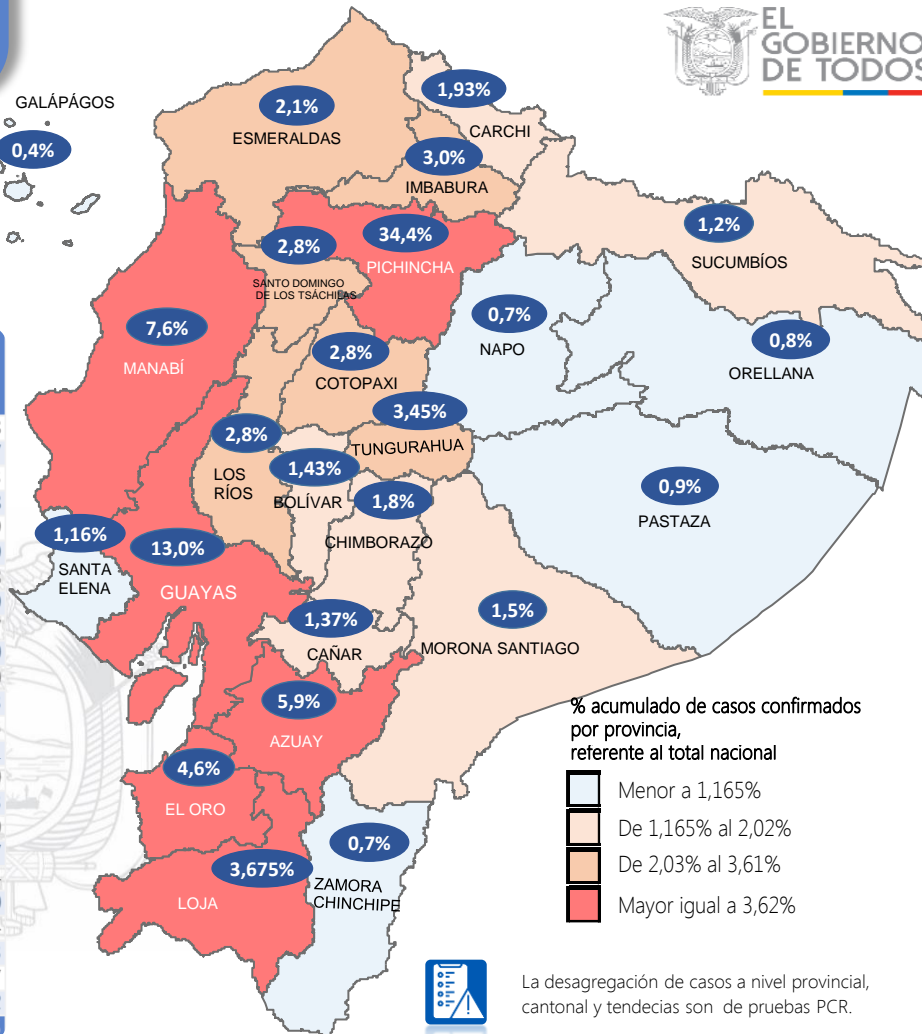 EL
GOBIERNO
DE TODOS
GALÁPÁGOS
0,4%
2,1%
ESMERALDAS
1,93%
CARCHI
3,0%
IMBABURA
1,2%
SUCUMBÍOS
2,8%
SANTO DOMINGO
DE LOS TSÁCHILAS
34,4%
PICHINCHA
7,6%
MANABÍ
0,7%
NAPO
0,8%
ORELLANA
2,8%
COTOPAXI
3,45%
TUNGURAHUA
2,8%
LOS
RÍOS
1,43%
BOLÍVAR
1,8%
CHIMBORAZO
0,9%
PASTAZA
1,16%
SANTA
ELENA
13,0%
GUAYAS
1,37%
CAÑAR
1,5%
MORONA SANTIAGO
5,9%
AZUAY
4,6%
EL ORO
3,675%
LOJA
0,7%
ZAMORA
CHINCHIPE
% acumulado de casos confirmados
por provincia,
referente al total nacional
Menor a 1,165%
De 1,165% al 2,02%
De 2,03% al 3,61%
Mayor igual a 3,62%
La desagregación de casos a nivel provincial,
cantonal y tendecias son de pruebas PCR.